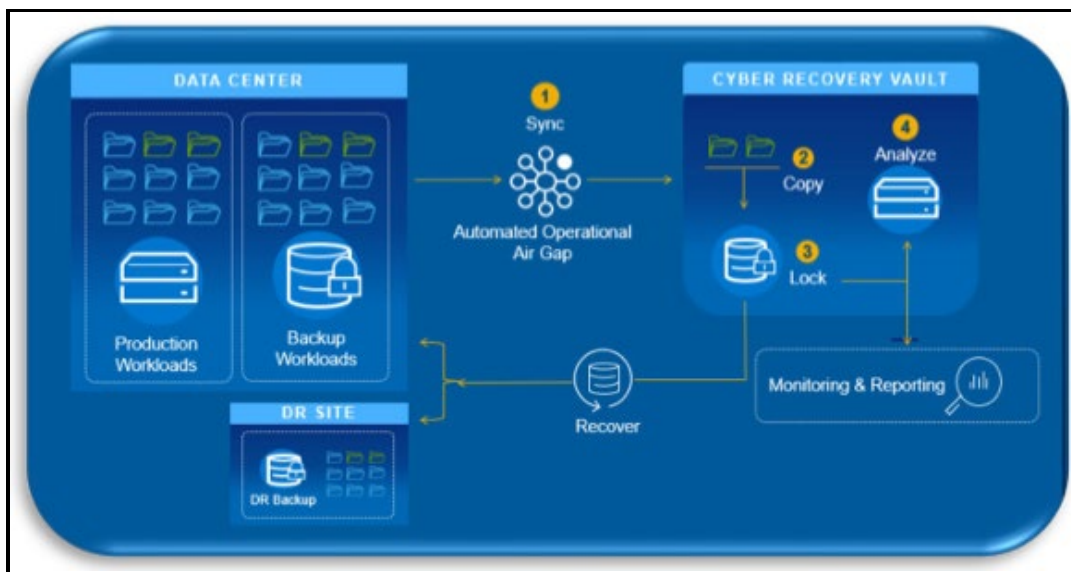 DATA CENTER
Production
Workloads
Backup
Workloads
1
Sync
Automated Operational
Air Gap
CYBER RECOVERY VAULT
2
Copy
3
Lock
4
Analyze
Monitoring & Reporting
Recover
DR SITE
DR Backup